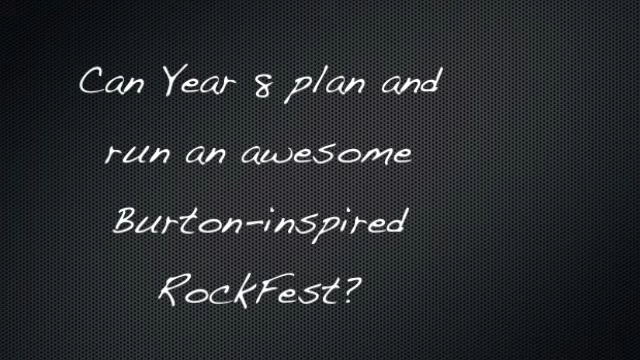 Can Year 8 plan and
run an awesome
Burton-inspired
RockFest?